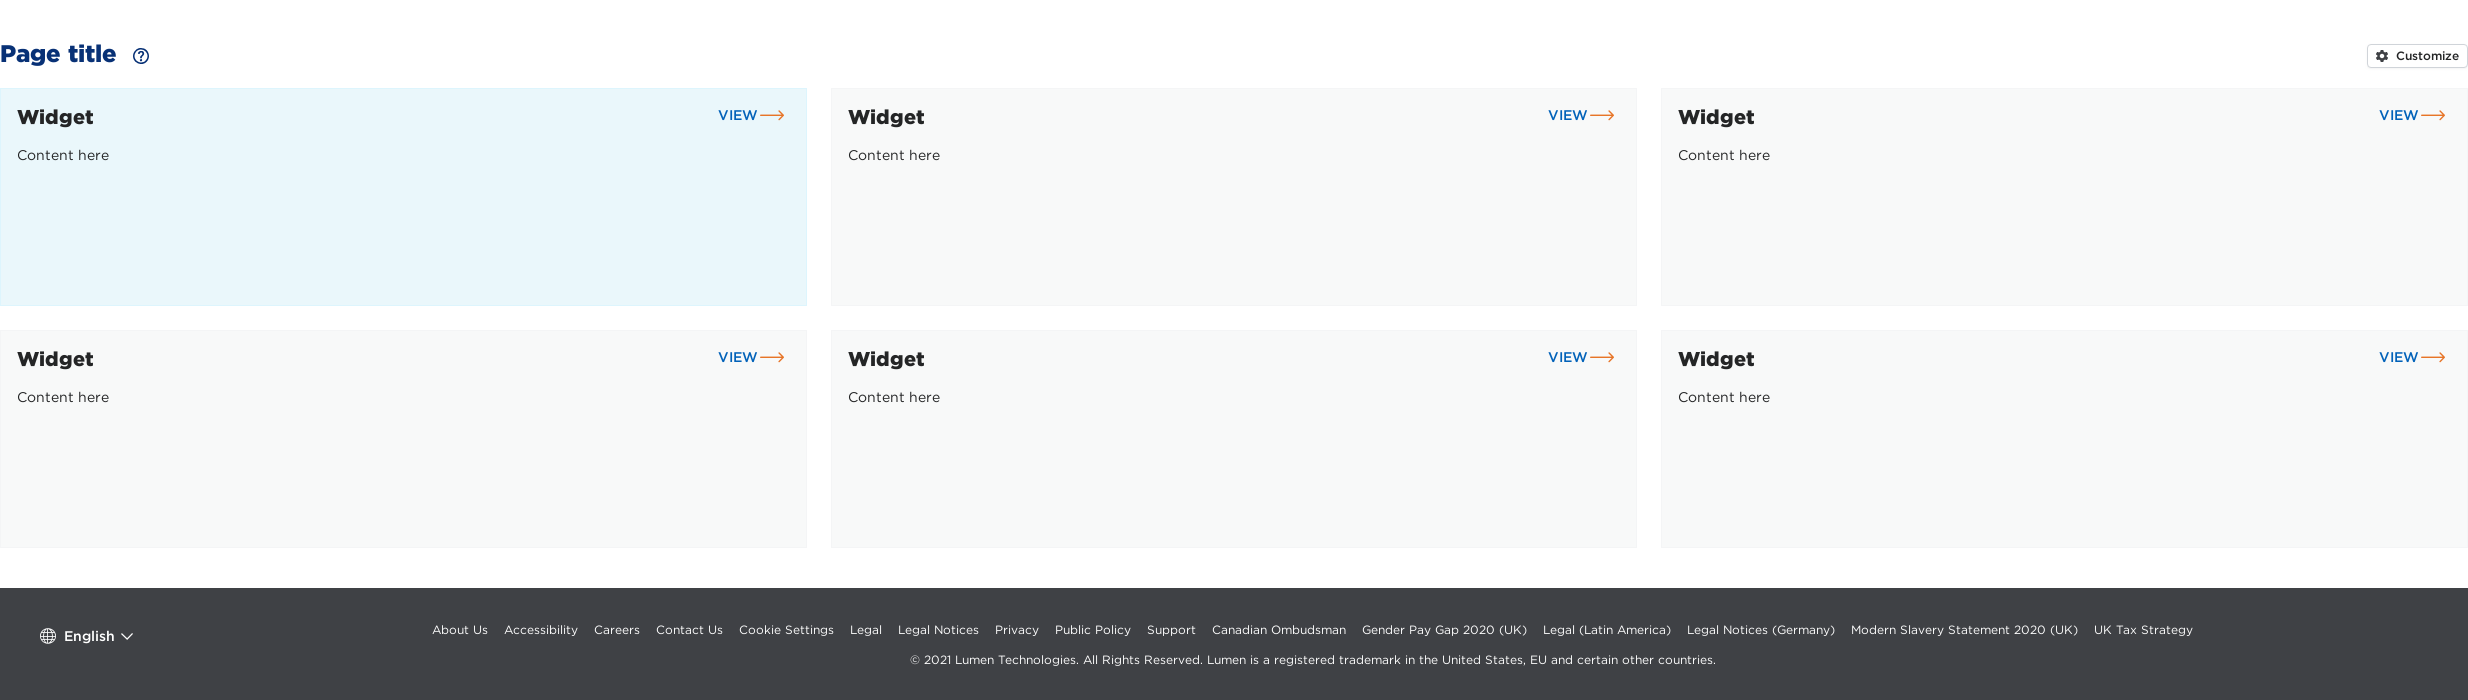 Page title
Customize
Widget VIEW
Content here
Widget VIEW
Content here
Widget VIEW
Content here
Widget VIEW
Content here
Widget VIEW
Content here
Widget VIEW
Content here
English
About Us Accessibility Careers Contact Us Cookie Settings Legal Legal Notices Privacy Public Policy Support Canadian Ombudsman Gender Pay Gap 2020 (UK) Legal (Latin America) Legal Notices (Germany) Modern Slavery Statement 2020 (UK) UK Tax Strategy
© 2021 Lumen Technologies. All Rights Reserved. Lumen is a registered trademark in the United States, EU and certain other countries.